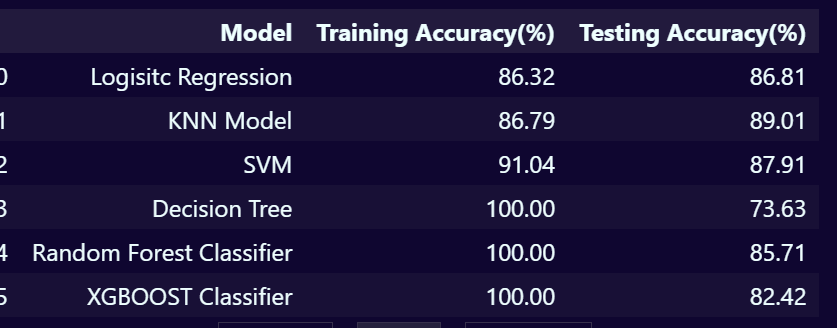 Model Training Accuracy(%) Testing Accuracy(%)
0 Logisitc Regression 86.32 86.81
1 KNN Model 86.79 89.01
2 SVM 91.04 87.91
3 Decision Tree 100.00 73.63
4 Random Forest Classifier 100.00 85.71
5 XGBOOST Classifier 100.00 82.42